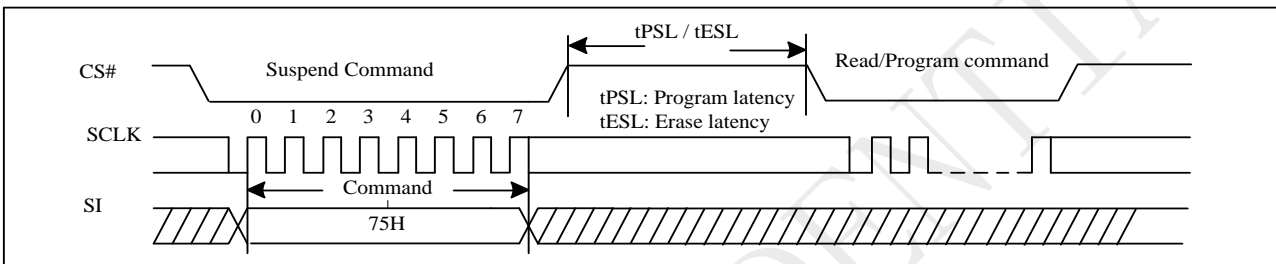 tPSL / tESL
CS#
Suspend Command
Read/Program command
tPSL: Program latency
tESL: Erase latency
0 1 2 3 4 5 6 7
SCLK
Command
SI
75H